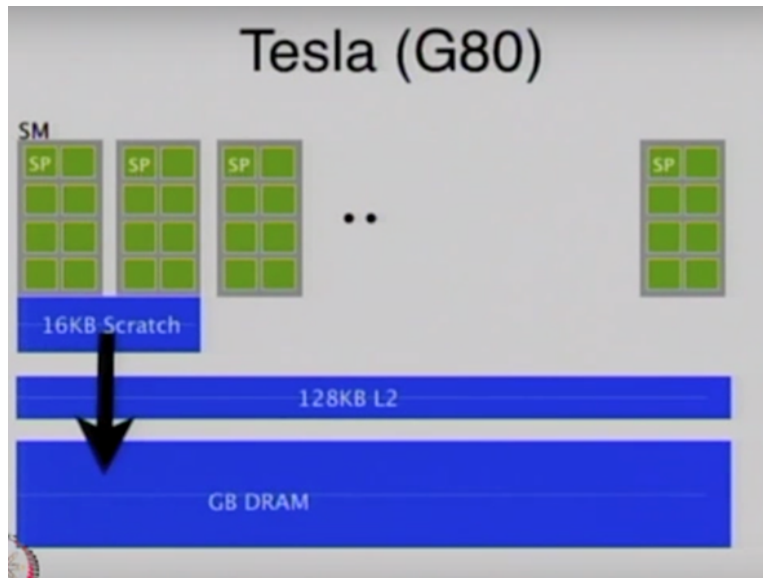 Tesla (G80)
SM
SP SP SP SP
16KB Scratch
128KB L2
GB DRAM